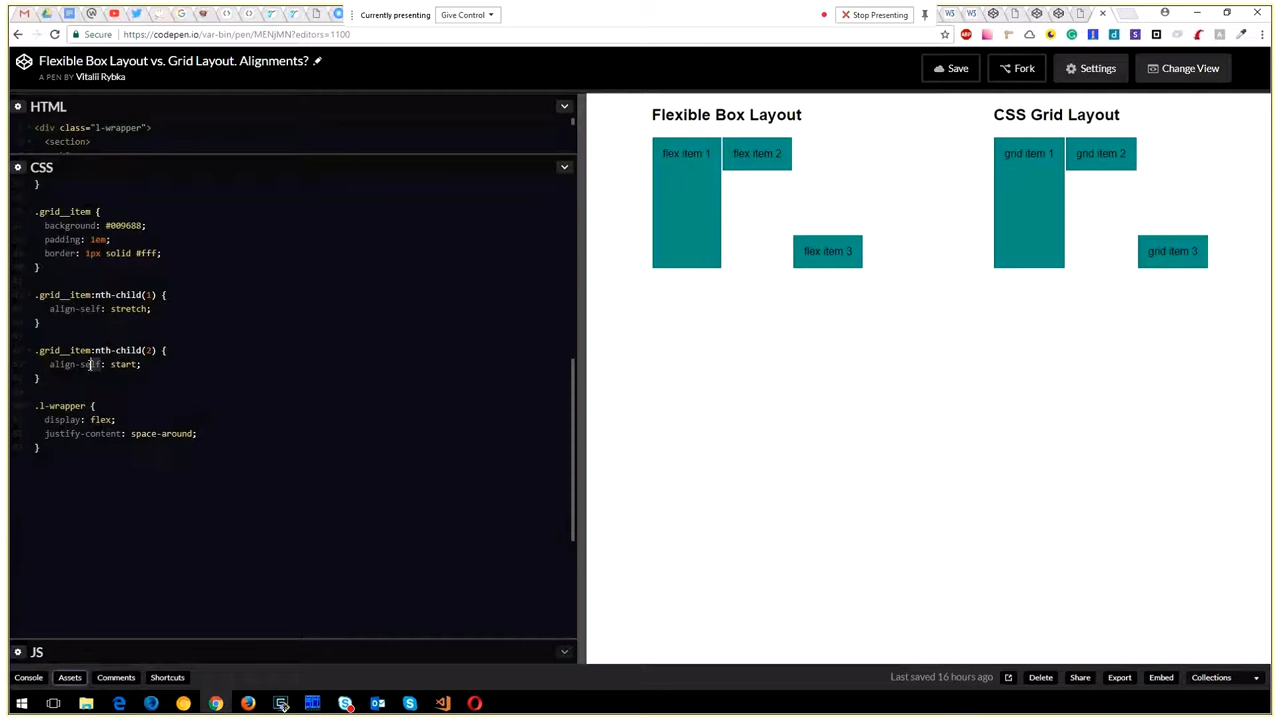 Currently presenting
Give Control
Stop Presenting
Secure
https://codepen.io/var-bin/pen/MENjMN?editors=1100
Flexible Box Layout vs. Grid Layout. Alignments?
A PEN BY Vitalii Rybka
Save
Fork
Settings
Change View
HTML
<div class="l-wrapper">
<section>
CSS
}
.grid__item {
background: #009688;
padding: 1em;
border: 1px solid #fff;
}
.grid__item:nth-child(1) {
align-self: stretch;
}
.grid__item:nth-child(2) {
align-self: start;
}
.l-wrapper {
display: flex;
justify-content: space-around;
}
JS
Flexible Box Layout
flex item 1
flex item 2
flex item 3
CSS Grid Layout
grid item 1
grid item 2
grid item 3
Console
Assets
Comments
Shortcuts
Last saved 16 hours ago
Delete
Share
Export
Embed
Collections